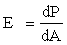 E = dP/dA